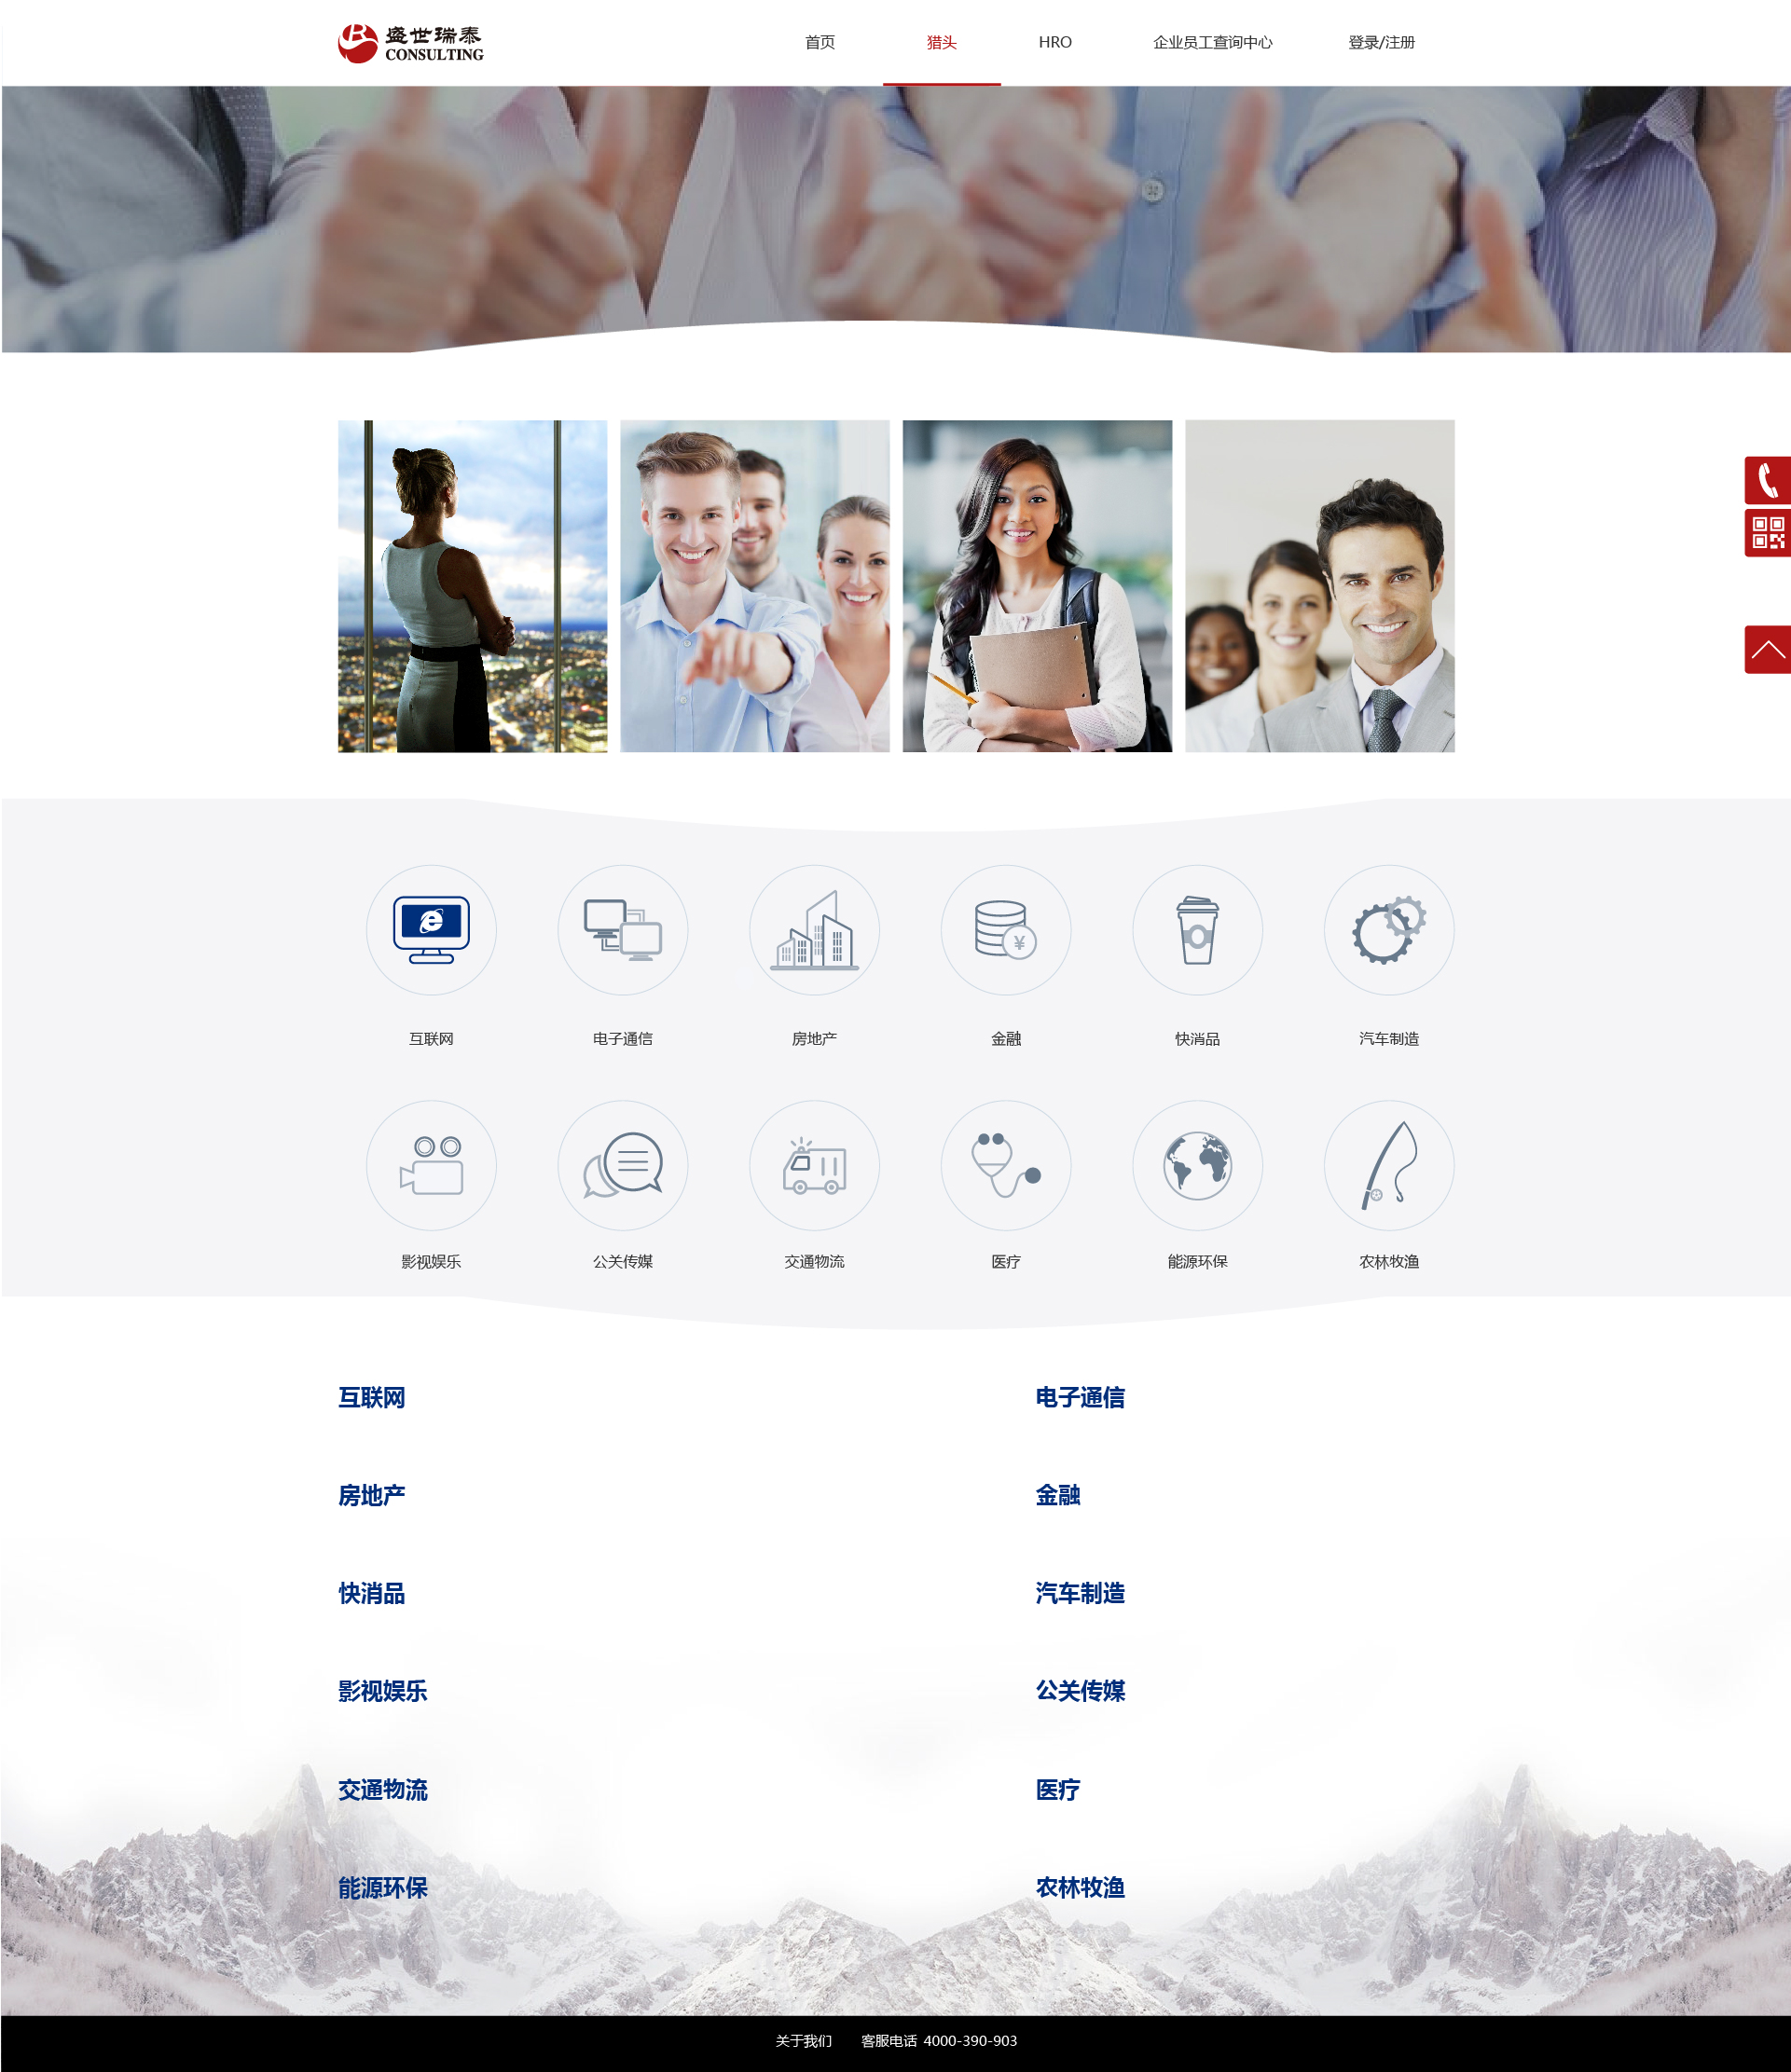 盛世瑞泰
CONSULTING
首页
猎头
HRO
企业员工查询中心
登录/注册
互联网
电子通信
房地产
金融
快消品
汽车制造
影视娱乐
公关传媒
交通物流
医疗
能源环保
农林牧渔
互联网
电子通信
房地产
金融
快消品
汽车制造
影视娱乐
公关传媒
交通物流
医疗
能源环保
农林牧渔
关于我们 客服电话 4000-390-903